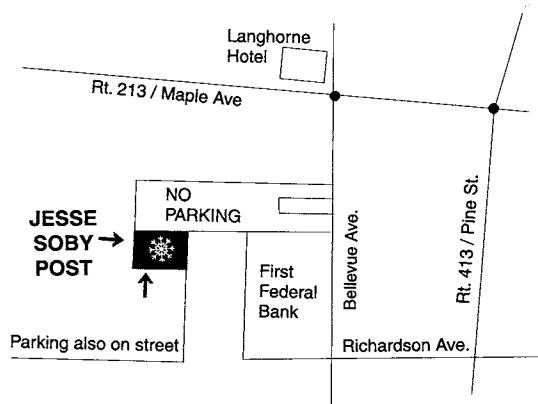 Langhorne
Hotel
Rt. 213 / Maple Ave
NO
PARKING
JESSE
SOBY
POST
First
Federal
Bank
Bellevue Ave.
Rt. 413 / Pine St.
Parking also on street
Richardson Ave.